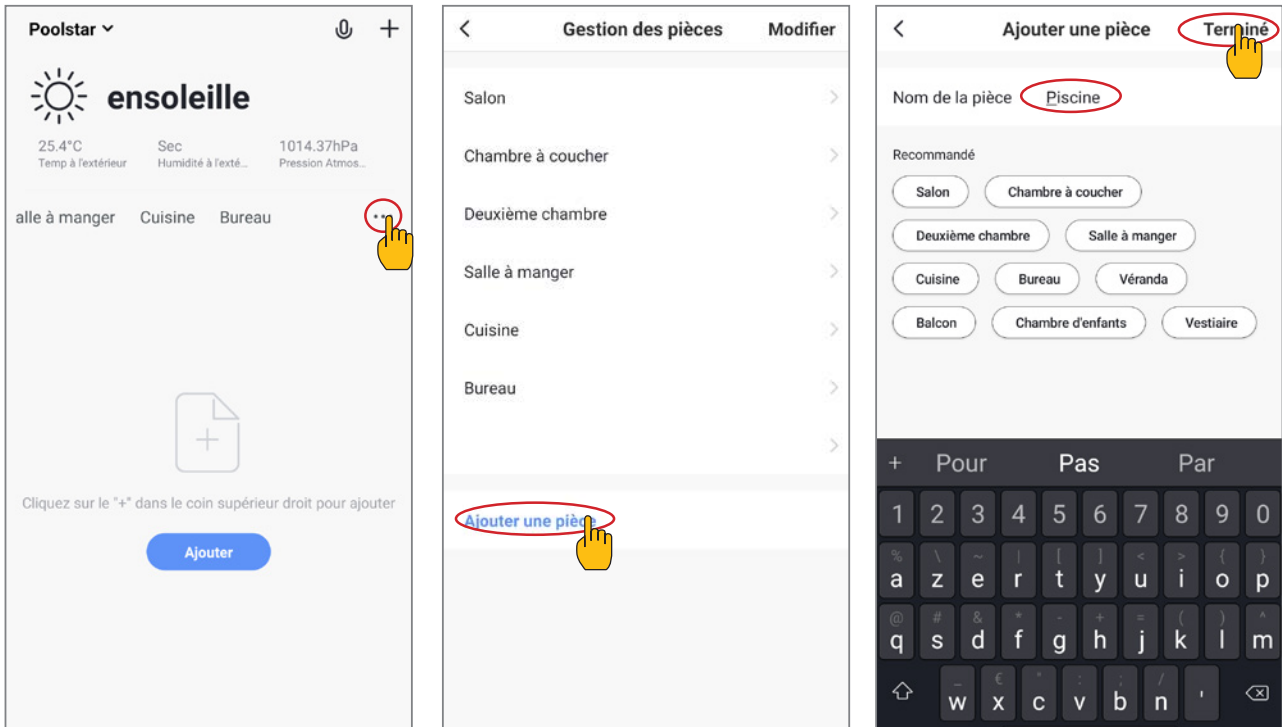 Poolstar
ensoleille
25.4°C Sec 1014.37hPa
Temp à l'extérieur Humidité à l'exté... Pression Atmos...
alle à manger Cuisine Bureau ...
Cliquez sur le "+" dans le coin supérieur droit pour ajouter
Ajouter
Gestion des pièces Modifier
Salon
Chambre à coucher
Deuxième chambre
Salle à manger
Cuisine
Bureau
Ajouter une pièce
Ajouter une pièce Terminé
Nom de la pièce Piscine
Recommandé
Salon Chambre à coucher
Deuxième chambre Salle à manger
Cuisine Bureau Véranda
Balcon Chambre d'enfants Vestiaire
+ Pour Pas Par
1 2 3 4 5 6 7 8 9 0
% \ ~ | [ ] < > { }
a z e r t y u i o p
@ # & * - + = ( ) ^
q s d f g h j k l m
_ € " : ; /
w x c v b n '